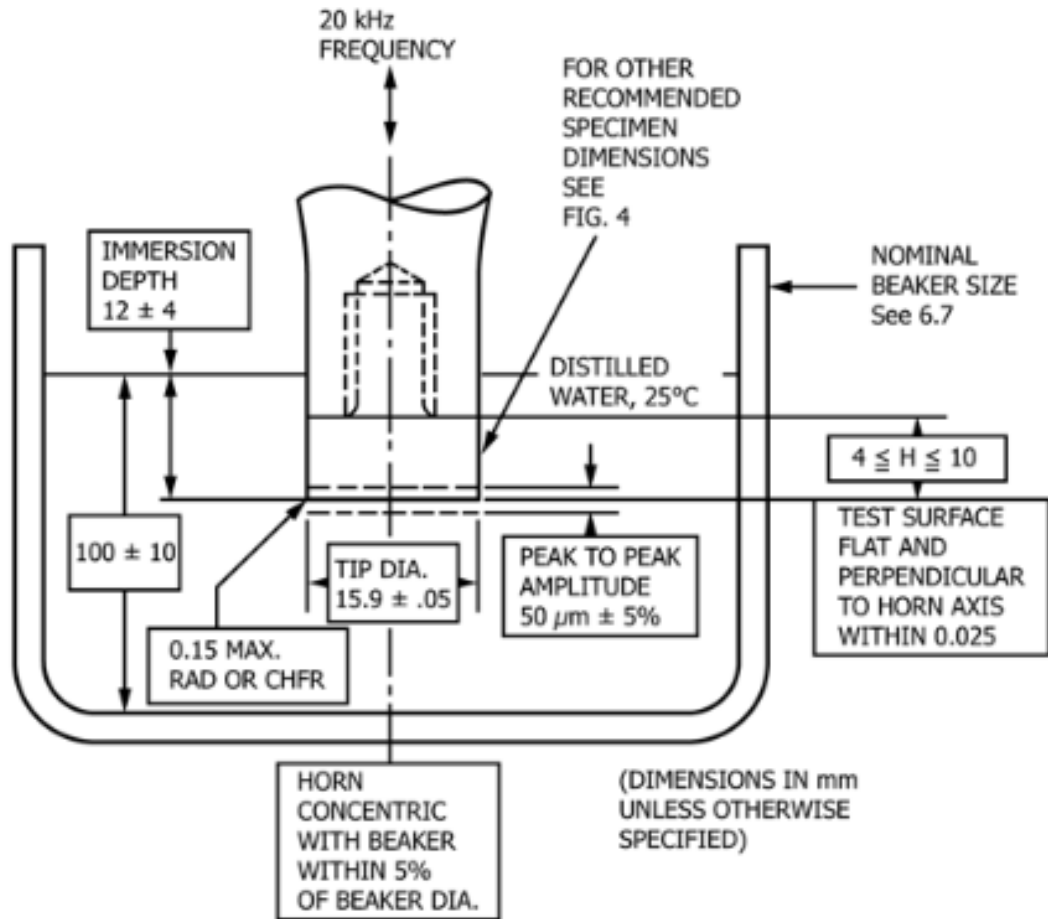 20 kHz
FREQUENCY
FOR OTHER
RECOMMENDED
SPECIMEN
DIMENSIONS
SEE
FIG. 4
IMMERSION
DEPTH
12 ± 4
NOMINAL
BEAKER SIZE
See 6.7
DISTILLED
WATER, 25°C
4 ≦ H ≦ 10
100 ± 10
TIP DIA.
15.9 ± .05
PEAK TO PEAK
AMPLITUDE
50 µm ± 5%
TEST SURFACE
FLAT AND
PERPENDICULAR
TO HORN AXIS
WITHIN 0.025
0.15 MAX.
RAD OR CHFR
HORN
CONCENTRIC
WITH BEAKER
WITHIN 5%
OF BEAKER DIA.
(DIMENSIONS IN mm
UNLESS OTHERWISE
SPECIFIED)